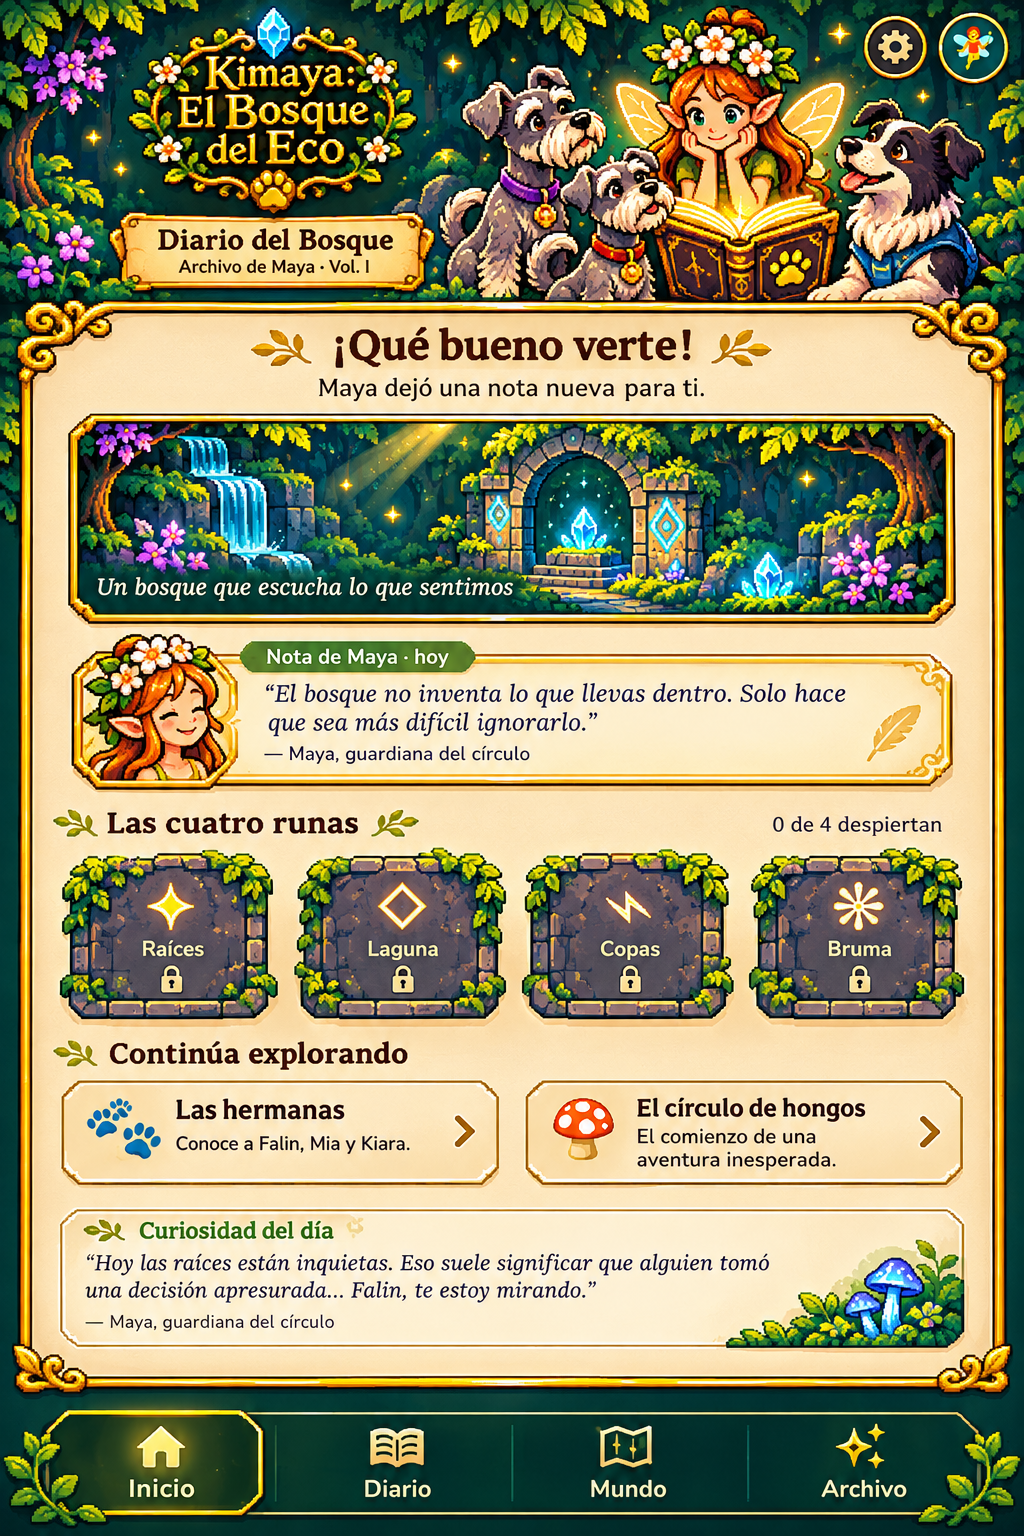 Kimaya:
El Bosque
del Eco
Diario del Bosque
Archivo de Maya · Vol. I
¡Qué bueno verte!
Maya dejó una nota nueva para ti.
Un bosque que escucha lo que sentimos
Nota de Maya · hoy
“El bosque no inventa lo que llevas dentro. Solo hace
que sea más difícil ignorarlo.”
— Maya, guardiana del círculo
Las cuatro runas
0 de 4 despiertan
Raíces
Laguna
Copas
Bruma
Continúa explorando
Las hermanas
Conoce a Falin, Mia y Kiara.
El círculo de hongos
El comienzo de una
aventura inesperada.
Curiosidad del día
“Hoy las raíces están inquietas. Eso suele significar que alguien tomó
una decisión apresurada... Falin, te estoy mirando.”
— Maya, guardiana del círculo
Inicio
Diario
Mundo
Archivo